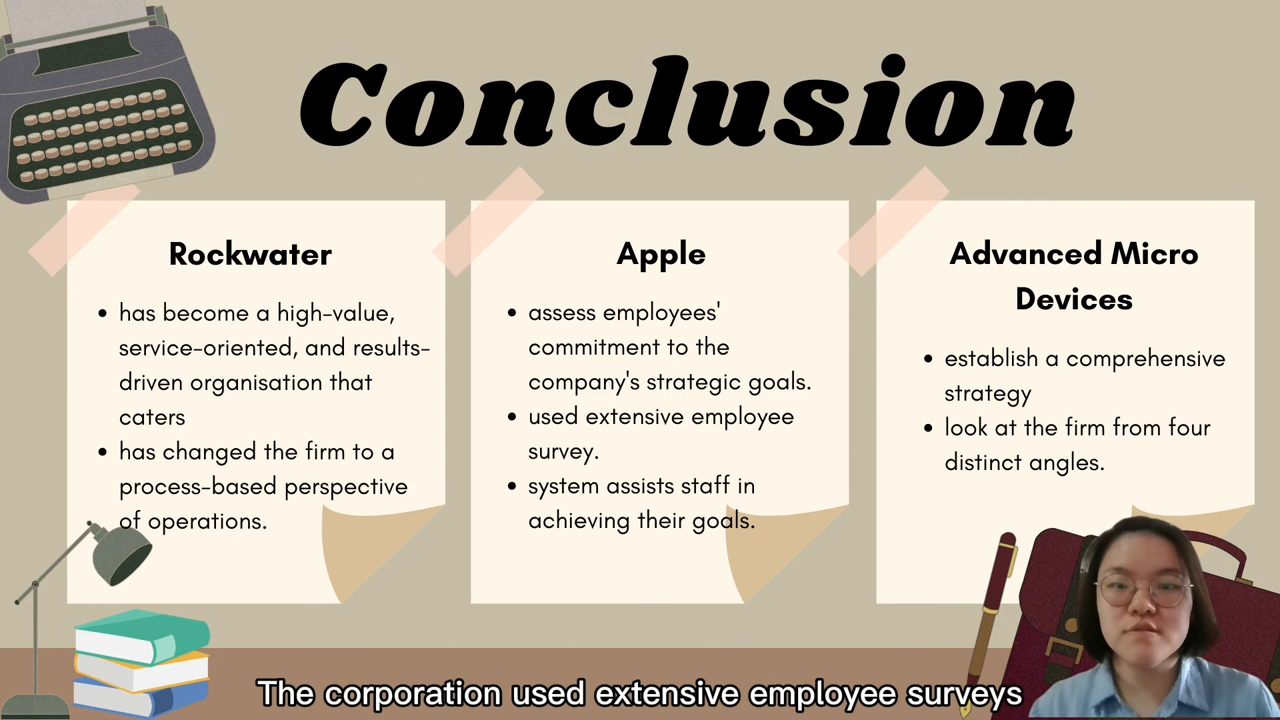 Conclusion
Rockwater
• has become a high-value,
service-oriented, and results-
driven organisation that
caters
• has changed the firm to a
process-based perspective
of operations.
Apple
• assess employees'
commitment to the
company's strategic goals.
• used extensive employee
survey.
• system assists staff in
achieving their goals.
Advanced Micro
Devices
• establish a comprehensive
strategy
• look at the firm from four
distinct angles.
The corporation used extensive employee surveys